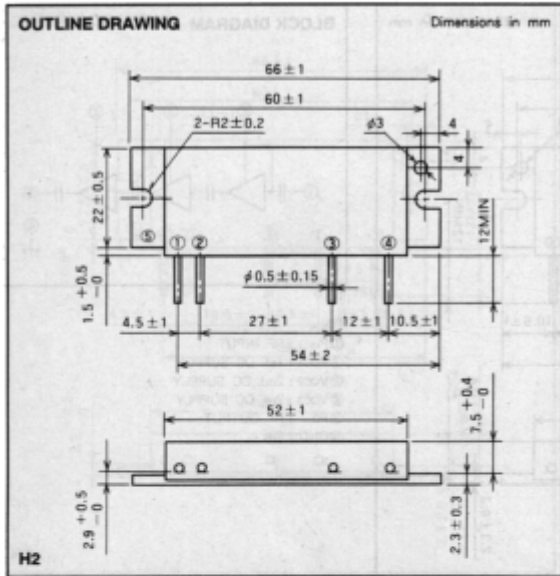 OUTLINE DRAWING
Dimensions in mm
66±1
60±1
2-R2±0.2
φ3
4
4
22±0.5
⑤
①
②
③
④
12MIN
φ0.5±0.15
1.5 +0.5 -0
4.5±1
27±1
12±1
10.5±1
54±2
52±1
7.5 +0.4 -0
2.9 +0.5 -0
2.3±0.3
H2